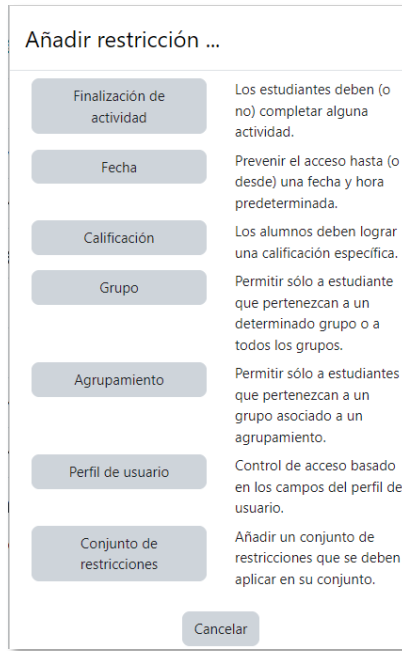 Añadir restricción ...
Finalización de
actividad
Los estudiantes deben (o
no) completar alguna
actividad.
Fecha
Prevenir el acceso hasta (o
desde) una fecha y hora
predeterminada.
Calificación
Los alumnos deben lograr
una calificación específica.
Grupo
Permitir sólo a estudiante
que pertenezcan a un
determinado grupo o a
todos los grupos.
Agrupamiento
Permitir sólo a estudiantes
que pertenezcan a un
grupo asociado a un
agrupamiento.
Perfil de usuario
Control de acceso basado
en los campos del perfil de
usuario.
Conjunto de
restricciones
Añadir un conjunto de
restricciones que se deben
aplicar en su conjunto.
Cancelar